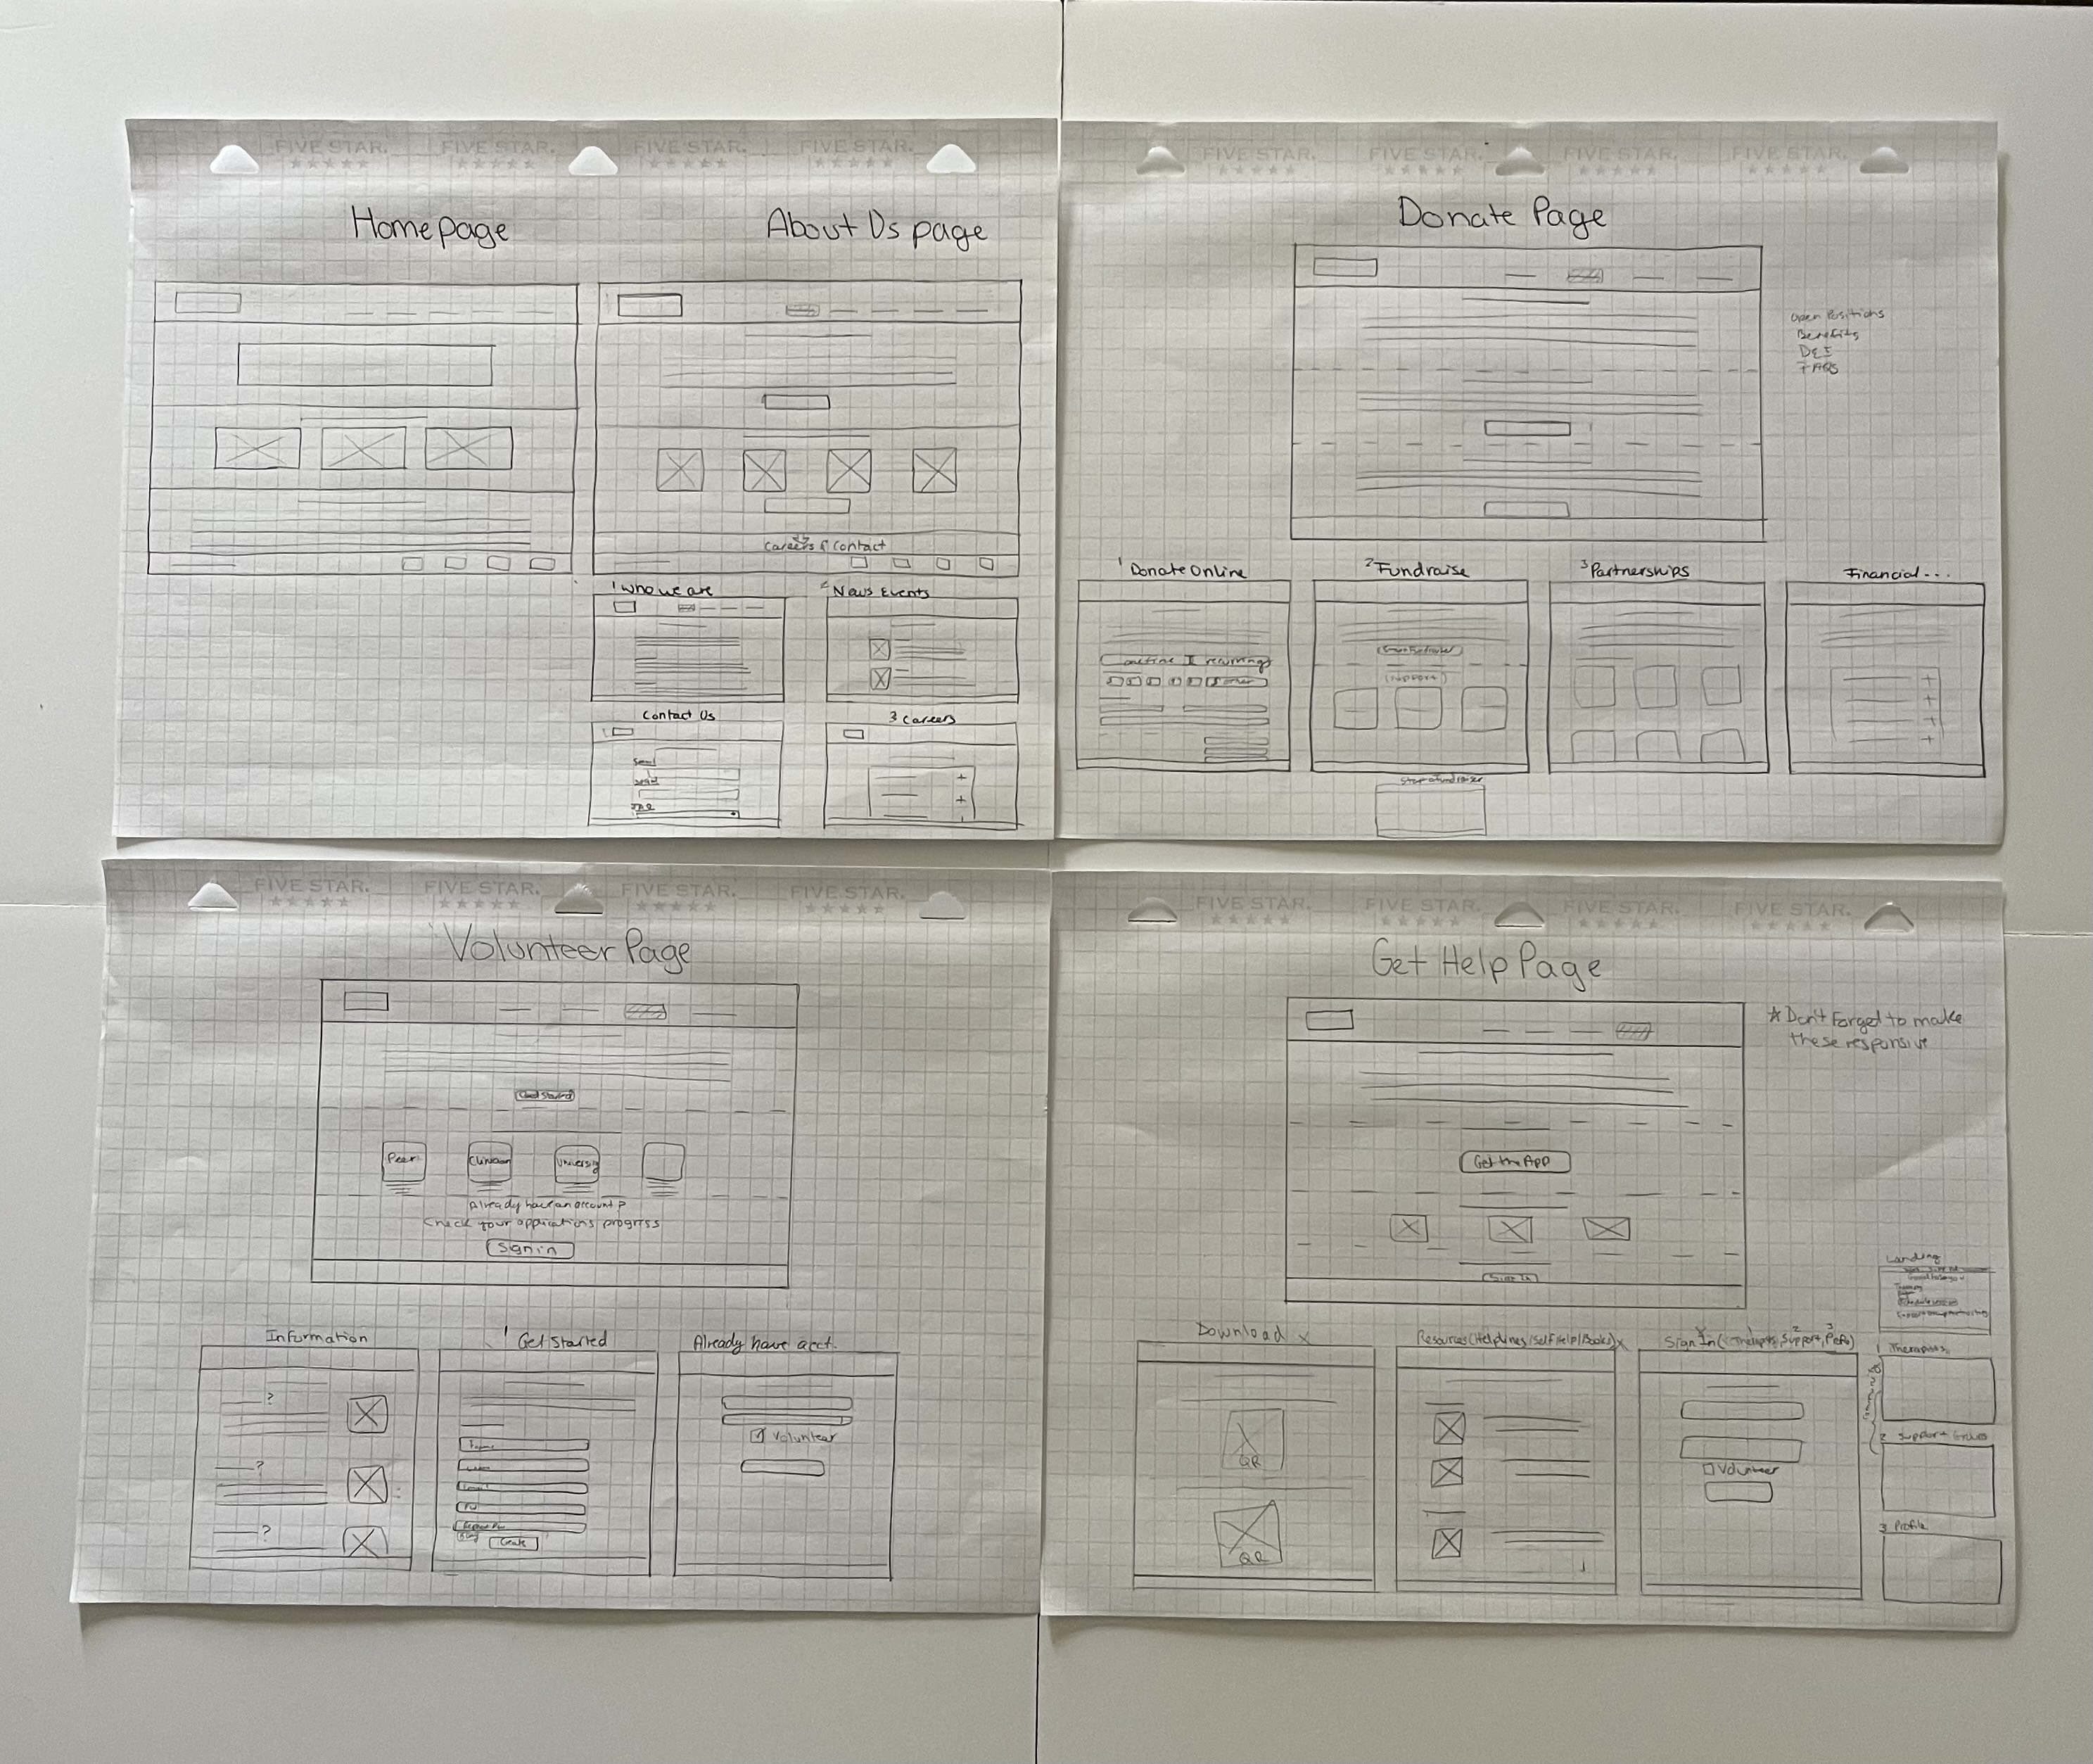 FIVE STAR. FIVE STAR. FIVE STAR. FIVE STAR.
Homepage
About Us page
Careers & Contact
1 Who we are
2 News Events
Contact Us
3 Careers
FIVE STAR. FIVE STAR. FIVE STAR. FIVE STAR.
Donate Page
Open Positions
Benefits
D&I
FAQS
1 Donate Online
2 Fundraise
3 Partnerships
Financial...
onetime I recurring
other
(support)
FIVE STAR. FIVE STAR. FIVE STAR. FIVE STAR.
Volunteer Page
Get Started
Peer
Clinician
University
Already have an account?
Check your applications progress
Sign in
Information
1 Get Started
Already have acct.
?
?
?
Create
Volunteer
FIVE STAR. FIVE STAR. FIVE STAR. FIVE STAR.
Get Help Page
* Don't Forget to make
these responsive
Get the App
Sign In
Landing
Download x
Resources (Helplines/Self Help/Books) x
Sign In (Therapists, Support,
QR
QR
Volunteer
Community
1 Therapists
2 Support
3 Profile